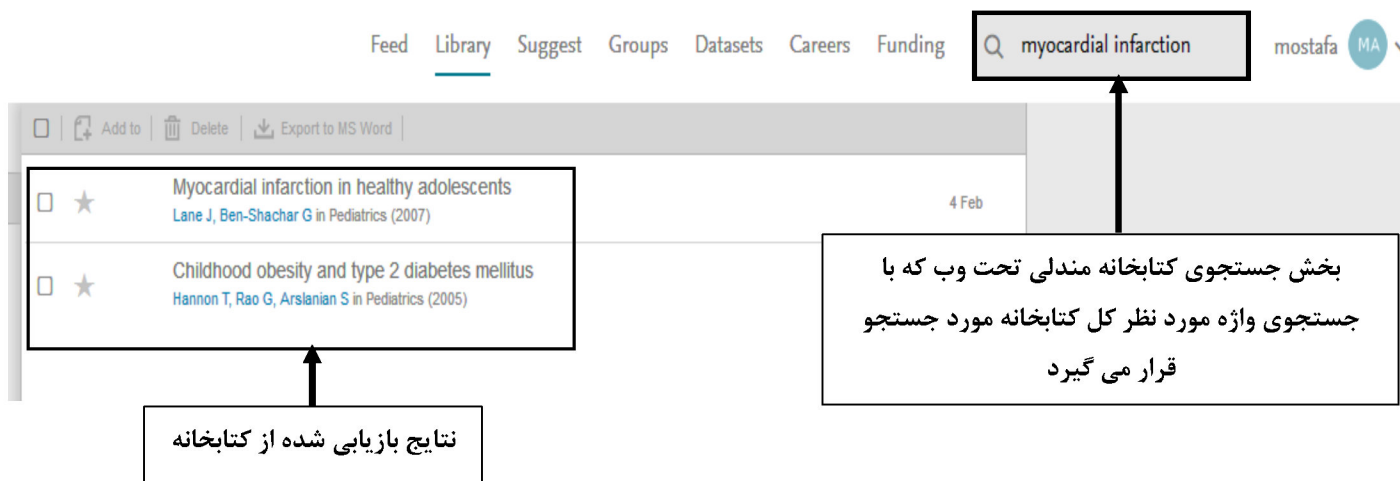 Feed Library Suggest Groups Datasets Careers Funding myocardial infarction mostafa MA
Add to Delete Export to MS Word
Myocardial infarction in healthy adolescents
Lane J, Ben-Shachar G in Pediatrics (2007)
4 Feb
Childhood obesity and type 2 diabetes mellitus
Hannon T, Rao G, Arslanian S in Pediatrics (2005)
بخش جستجوی کتابخانه مندلی تحت وب که با
جستجوی واژه مورد نظر کل کتابخانه مورد جستجو
قرار می گیرد
نتایج بازیابی شده از کتابخانه